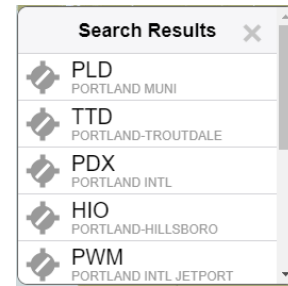 Search Results
PLD
PORTLAND MUNI
TTD
PORTLAND-TROUTDALE
PDX
PORTLAND INTL
HIO
PORTLAND-HILLSBORO
PWM
PORTLAND INTL JETPORT